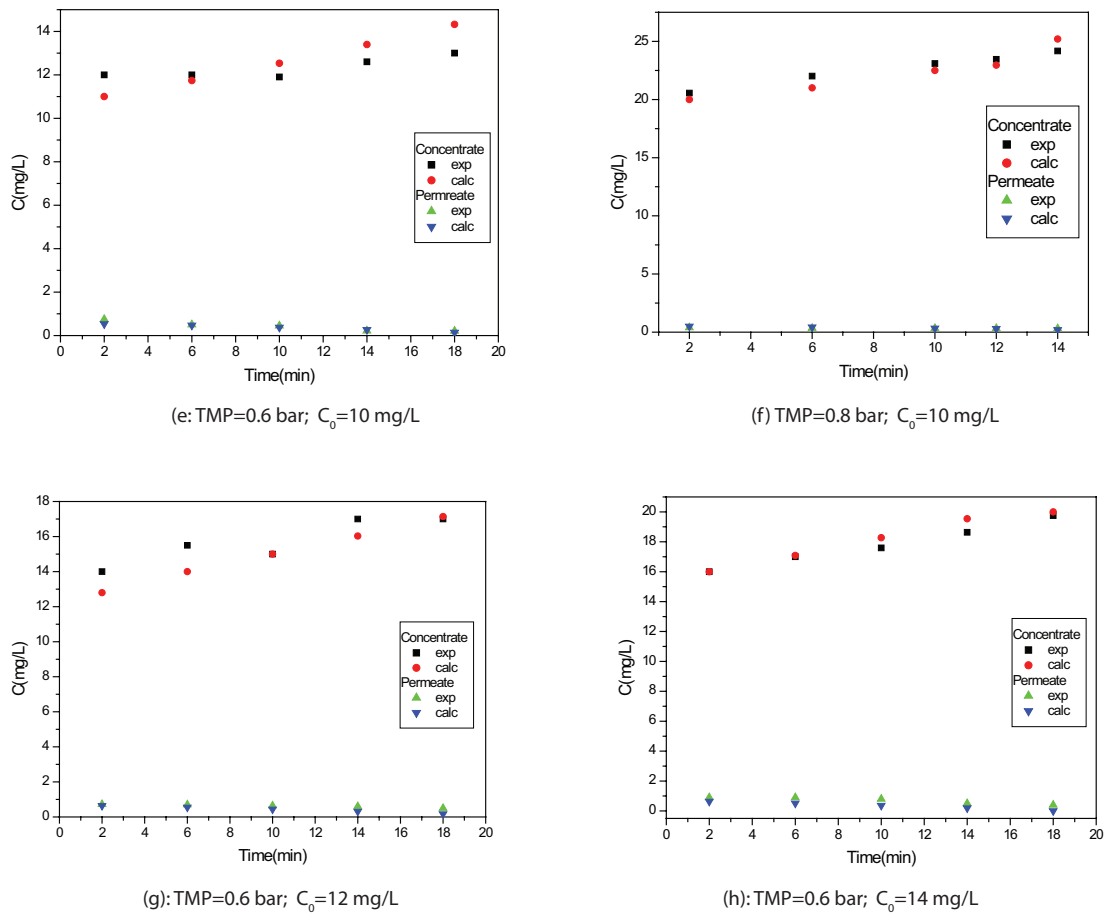 14
12
10
8
6
4
2
0
C(mg/L)
Concentrate
exp
calc
Permreate
exp
calc
0 2 4 6 8 10 12 14 16 18 20
Time(min)
(e: TMP=0.6 bar; C₀=10 mg/L
25
20
15
10
5
0
C(mg/L)
Concentrate
exp
calc
Permeate
exp
calc
2 4 6 8 10 12 14
Time(min)
(f) TMP=0.8 bar; C₀=10 mg/L
18
16
14
12
10
8
6
4
2
0
C(mg/L)
Concentrate
exp
calc
Permeate
exp
calc
0 2 4 6 8 10 12 14 16 18 20
Time(min)
(g): TMP=0.6 bar; C₀=12 mg/L
20
18
16
14
12
10
8
6
4
2
0
C(mg/L)
Concentrate
exp
calc
Permeate
exp
calc
0 2 4 6 8 10 12 14 16 18 20
Time(min)
(h): TMP=0.6 bar; C₀=14 mg/L